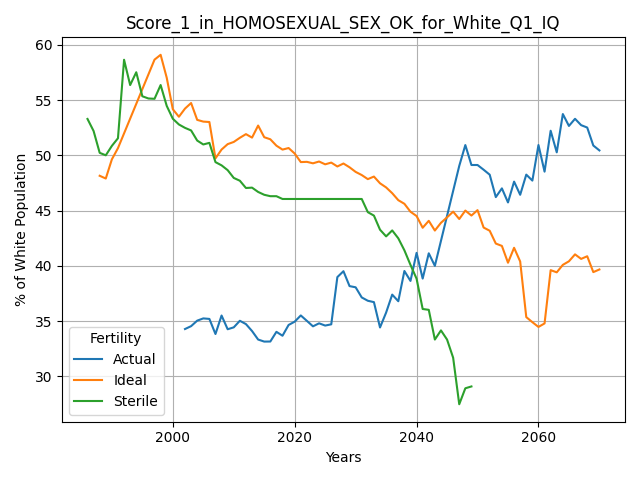 Score_1_in_HOMOSEXUAL_SEX_OK_for_White_Q1_IQ
% of White Population
60
55
50
45
40
35
30
Fertility
Actual
Ideal
Sterile
2000
2020
2040
2060
Years